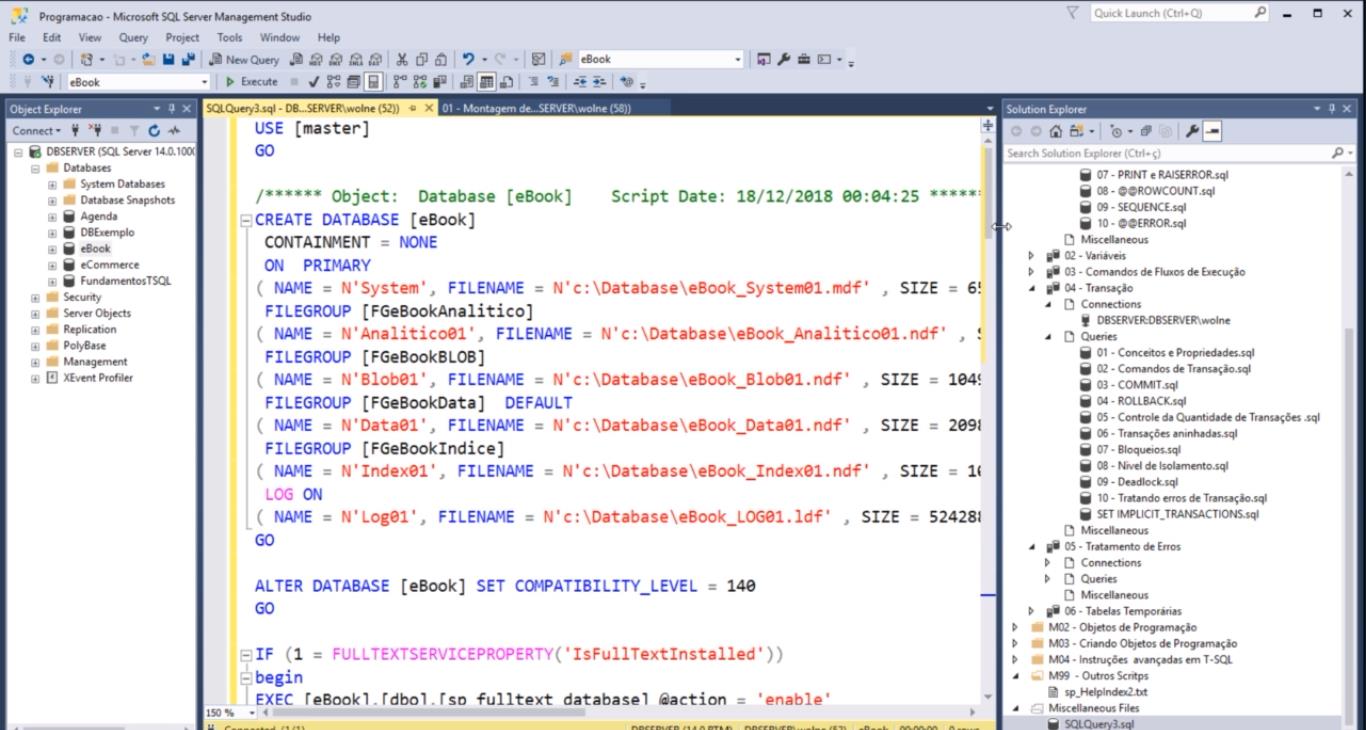 Programacao - Microsoft SQL Server Management Studio
Quick Launch (Ctrl+Q)
File Edit View Query Project Tools Window Help
New Query
eBook
eBook
Execute
Object Explorer
Connect
DBSERVER (SQL Server 14.0.1000
Databases
System Databases
Database Snapshots
Agenda
DBExemplo
eBook
eCommerce
FundamentosTSQL
Security
Server Objects
Replication
PolyBase
Management
XEvent Profiler
SQLQuery3.sql - DB...SERVER\wolne (52))
01 - Montagem de...SERVER\wolne (58))
USE [master]
GO
/****** Object:  Database [eBook]    Script Date: 18/12/2018 00:04:25 ******
CREATE DATABASE [eBook]
CONTAINMENT = NONE
ON  PRIMARY
( NAME = N'System', FILENAME = N'c:\Database\eBook_System01.mdf' , SIZE = 65
FILEGROUP [FGeBookAnalitico]
( NAME = N'Analitico01', FILENAME = N'c:\Database\eBook_Analitico01.ndf' , S
FILEGROUP [FGeBookBLOB]
( NAME = N'Blob01', FILENAME = N'c:\Database\eBook_Blob01.ndf' , SIZE = 1049
FILEGROUP [FGeBookData]  DEFAULT
( NAME = N'Data01', FILENAME = N'c:\Database\eBook_Data01.ndf' , SIZE = 2098
FILEGROUP [FGeBookIndice]
( NAME = N'Index01', FILENAME = N'c:\Database\eBook_Index01.ndf' , SIZE = 10
LOG ON
( NAME = N'Log01', FILENAME = N'c:\Database\eBook_LOG01.ldf' , SIZE = 524288
GO
ALTER DATABASE [eBook] SET COMPATIBILITY_LEVEL = 140
GO
IF (1 = FULLTEXTSERVICEPROPERTY('IsFullTextInstalled'))
begin
EXEC [eBook].[dbo].[sp_fulltext_database] @action = 'enable'
150 %
Connected. (1/1)
DBSERVER (14.0 RTM)
DBSERVER\wolne (52)
eBook
00:00:00
0 rows
Solution Explorer
Search Solution Explorer (Ctrl+ç)
07 - PRINT e RAISERROR.sql
08 - @@ROWCOUNT.sql
09 - SEQUENCE.sql
10 - @@ERROR.sql
Miscellaneous
02 - Variáveis
03 - Comandos de Fluxos de Execução
04 - Transação
Connections
DBSERVER:DBSERVER\wolne
Queries
01 - Conceitos e Propriedades.sql
02 - Comandos de Transação.sql
03 - COMMIT.sql
04 - ROLLBACK.sql
05 - Controle da Quantidade de Transações .sql
06 - Transações aninhadas.sql
07 - Bloqueios.sql
08 - Nivel de Isolamento.sql
09 - Deadlock.sql
10 - Tratando erros de Transação.sql
SET IMPLICIT_TRANSACTIONS.sql
Miscellaneous
05 - Tratamento de Erros
Connections
Queries
Miscellaneous
06 - Tabelas Temporárias
M02 - Objetos de Programação
M03 - Criando Objetos de Programação
M04 - Instruções  avançadas em T-SQL
M99 - Outros Scritps
sp_HelpIndex2.txt
Miscellaneous Files
SQLQuery3.sql